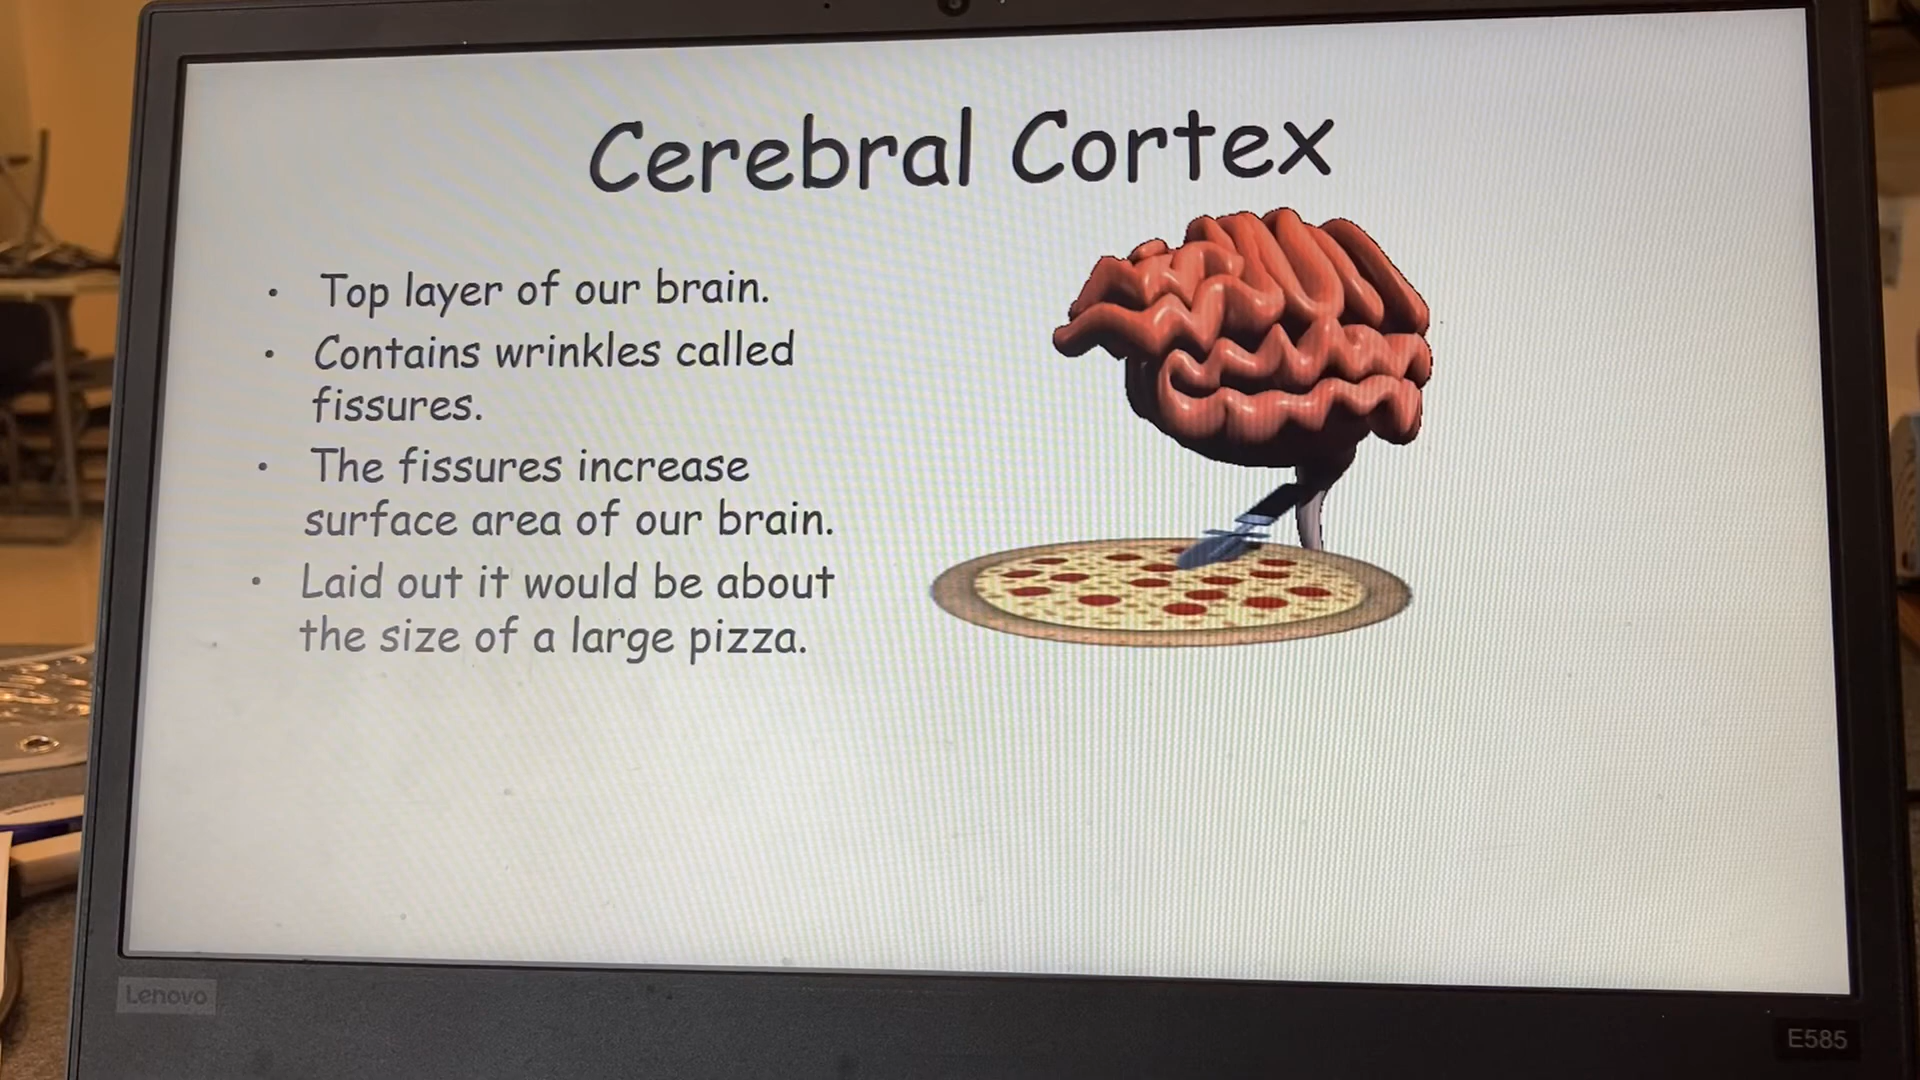 Cerebral Cortex
• Top layer of our brain.
• Contains wrinkles called
fissures.
• The fissures increase
surface area of our brain.
• Laid out it would be about
the size of a large pizza.
Lenovo
E585